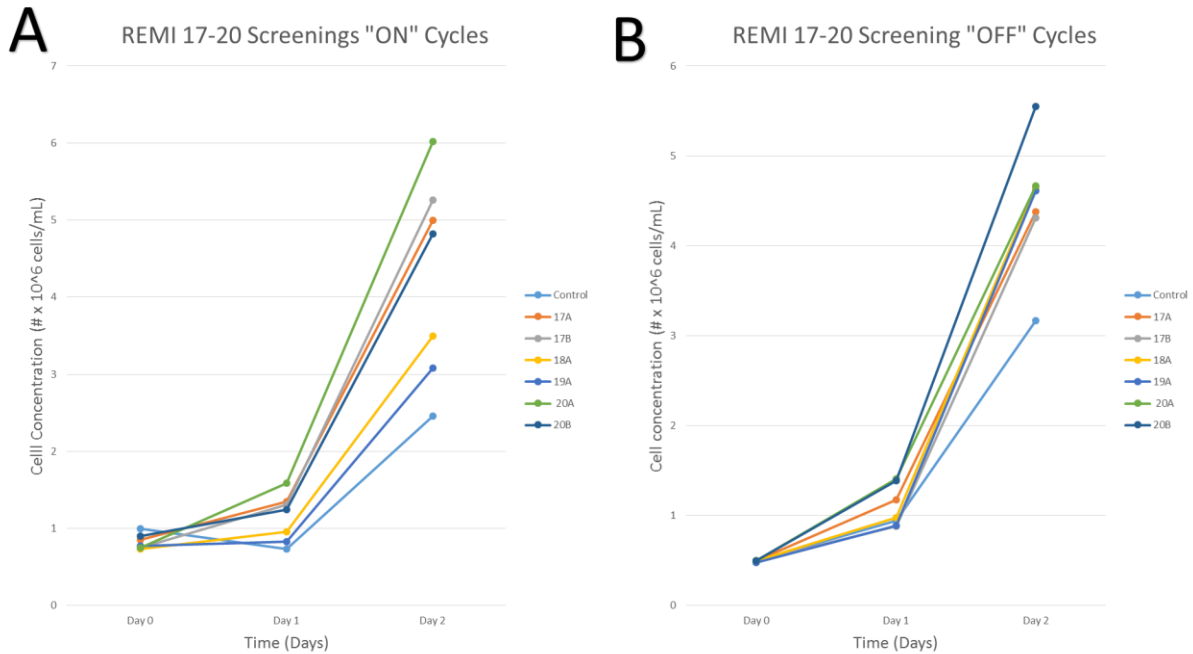 A
REMI 17-20 Screenings "ON" Cycles
7
6
5
4
3
2
1
0
Celll Concentration (# x 10^6 cells/mL)
Day 0
Day 1
Day 2
Time (Days)
Control
17A
17B
18A
19A
20A
20B
B
REMI 17-20 Screening "OFF" Cycles
6
5
4
3
2
1
0
Cell concentration (# x 10^6 cells/mL)
Day 0
Day 1
Day 2
Time (Days)
Control
17A
17B
18A
19A
20A
20B